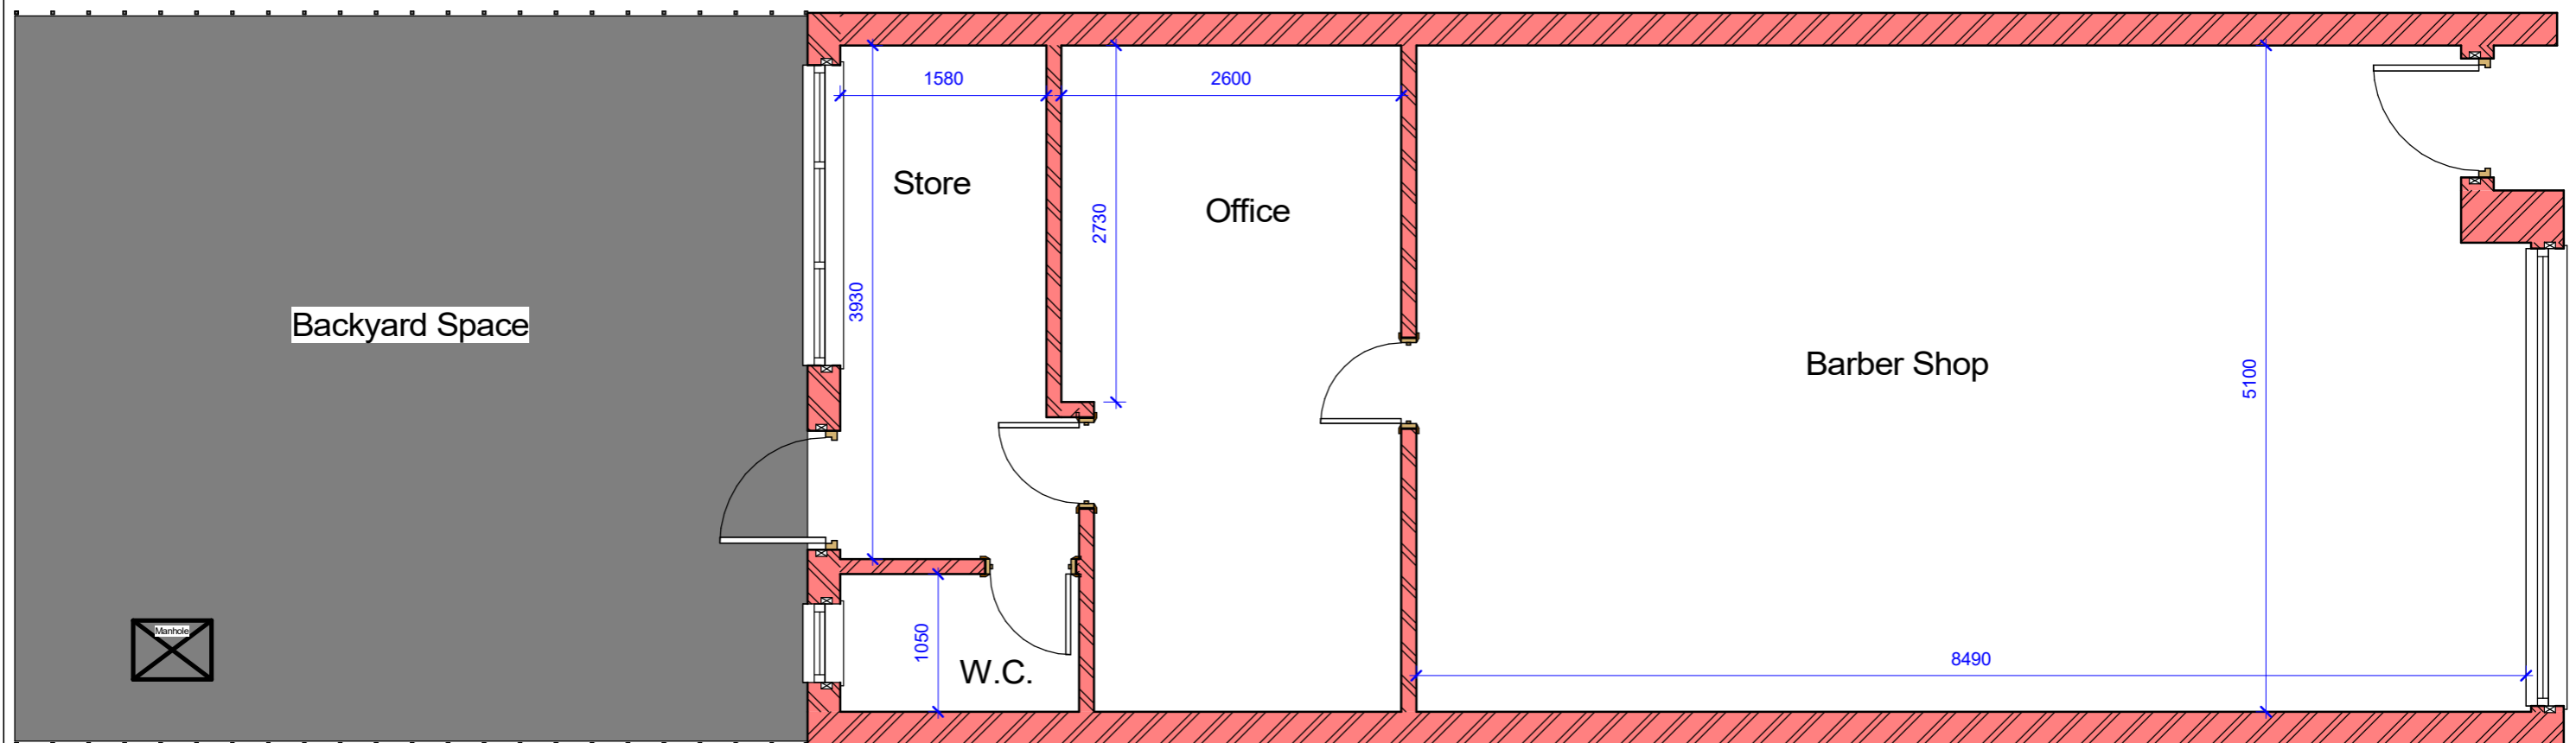 1580
2600
Store
Office
2730
3930
Backyard Space
Barber Shop
5100
Manhole
1050
W.C.
8490